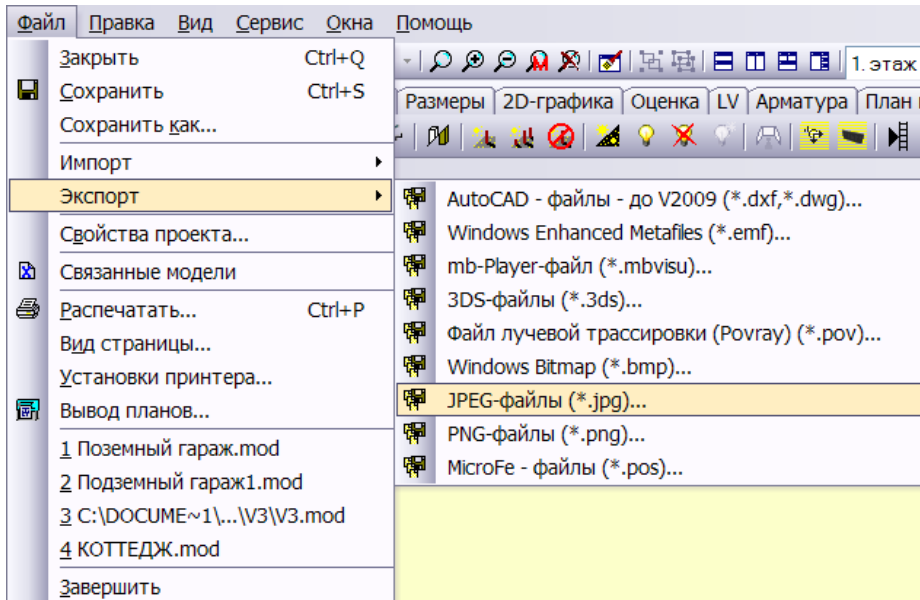 Файл Правка Вид Сервис Окна Помощь
Закрыть Ctrl+Q
Сохранить Ctrl+S
Сохранить как...
Импорт
Экспорт
Свойства проекта...
Связанные модели
Распечатать... Ctrl+P
Вид страницы...
Установки принтера...
Вывод планов...
1 Поземный гараж.mod
2 Подземный гараж1.mod
3 C:\DOCUME~1\...\V3\V3.mod
4 КОТТЕДЖ.mod
Завершить
1. этаж
Размеры 2D-графика Оценка LV Арматура План
AutoCAD - файлы - до V2009 (*.dxf,*.dwg)...
Windows Enhanced Metafiles (*.emf)...
mb-Player-файл (*.mbvisu)...
3DS-файлы (*.3ds)...
Файл лучевой трассировки (Povray) (*.pov)...
Windows Bitmap (*.bmp)...
JPEG-файлы (*.jpg)...
PNG-файлы (*.png)...
MicroFe - файлы (*.pos)...